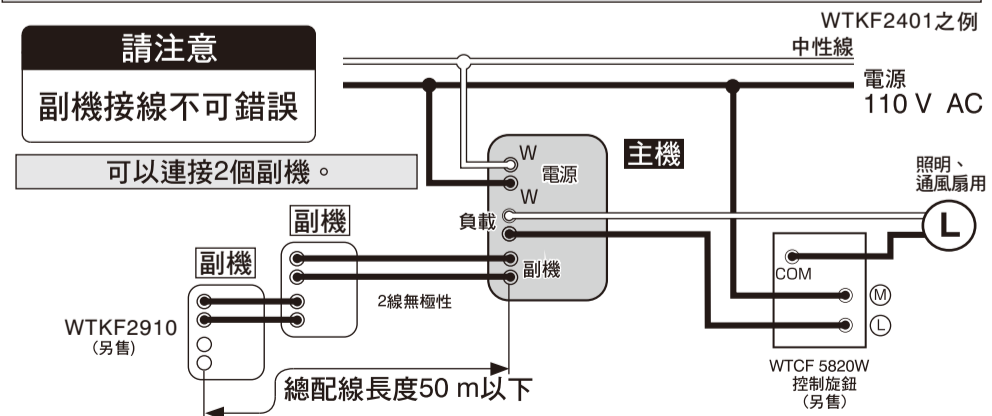 WTKF2401之例
請注意
副機接線不可錯誤
中性線
電源
110 V AC
可以連接2個副機。
主機
W
電源
W
負載
副機
照明、
通風扇用
L
副機
副機
2線無極性
COM
M
L
WTKF2910
(另售)
總配線長度50 m以下
WTCF 5820W
控制旋鈕
(另售)